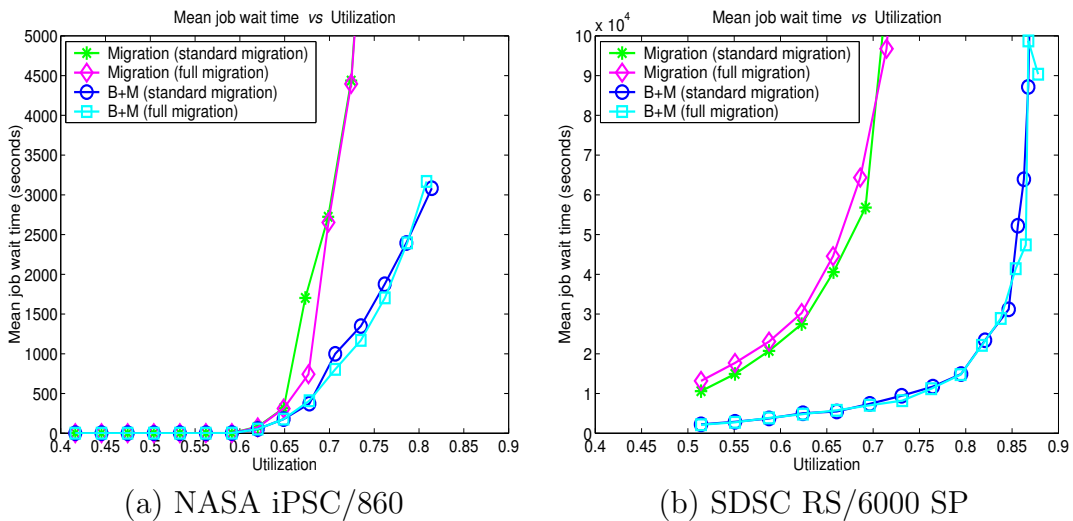 Mean job wait time vs Utilization
5000
4500
4000
3500
3000
2500
2000
1500
1000
500
0
Mean job wait time (seconds)
Migration (standard migration)
Migration (full migration)
B+M (standard migration)
B+M (full migration)
0.4 0.45 0.5 0.55 0.6 0.65 0.7 0.75 0.8 0.85 0.9
Utilization
(a) NASA iPSC/860
Mean job wait time vs Utilization
x 10^4
10
9
8
7
6
5
4
3
2
1
0
Mean job wait time (seconds)
Migration (standard migration)
Migration (full migration)
B+M (standard migration)
B+M (full migration)
0.4 0.45 0.5 0.55 0.6 0.65 0.7 0.75 0.8 0.85 0.9
Utilization
(b) SDSC RS/6000 SP